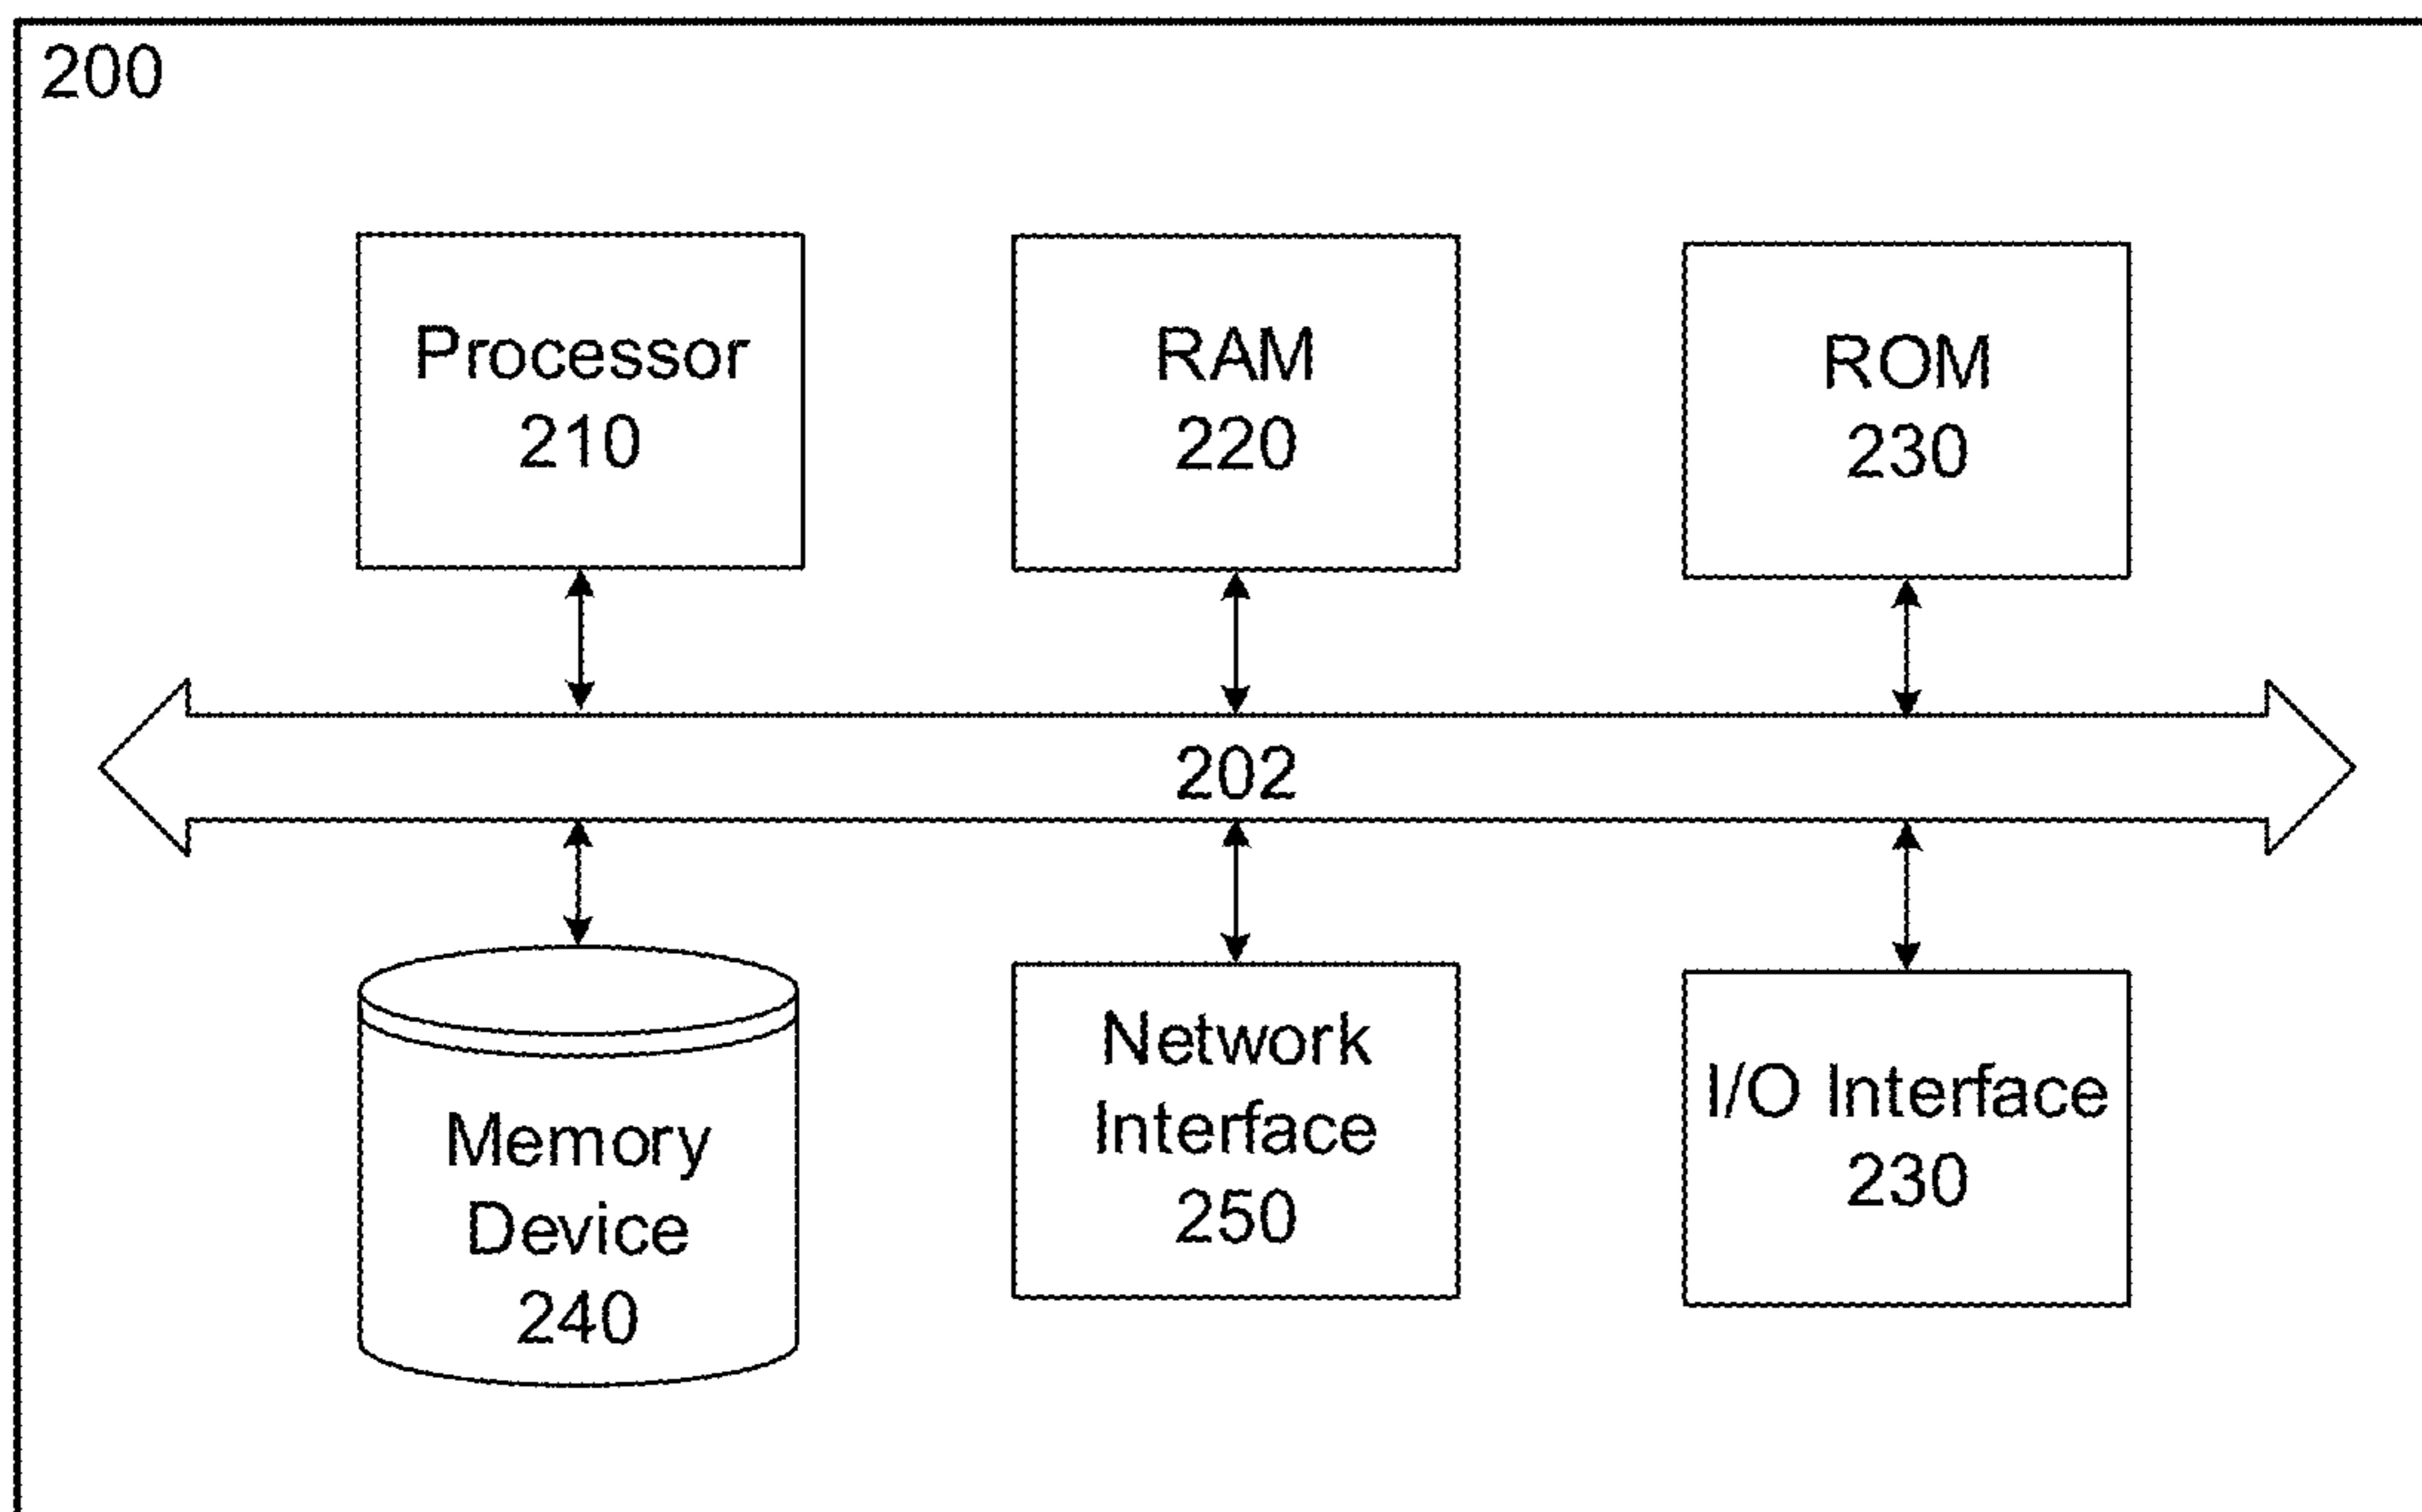 200
Processor
210
RAM
220
ROM
230
202
Memory
Device
240
Network
Interface
250
I/O Interface
230